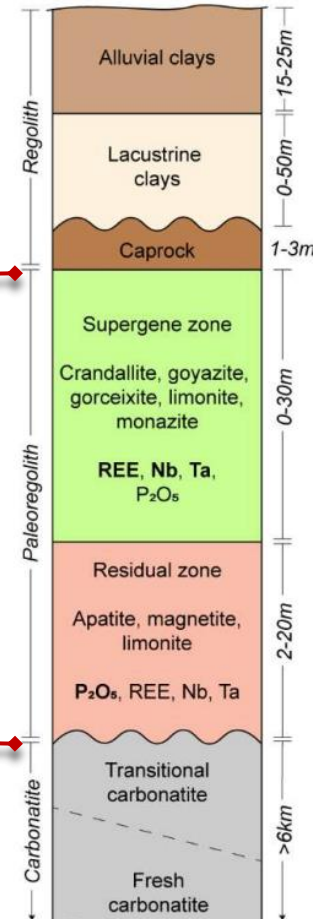 Regolith
Paleoregolith
Carbonatite
Alluvial clays
15-25m
Lacustrine
clays
0-50m
Caprock
1-3m
Supergene zone
Crandallite, goyazite,
gorceixite, limonite,
monazite
REE, Nb, Ta,
P₂O₅
0-30m
Residual zone
Apatite, magnetite,
limonite
P₂O₅, REE, Nb, Ta
2-20m
Transitional
carbonatite
Fresh
carbonatite
>6km